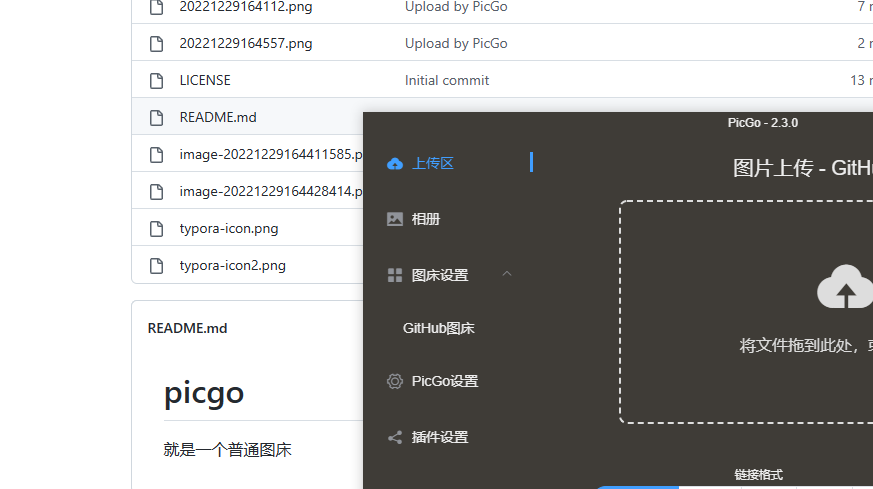 20221229164112.png Upload by PicGo 7
20221229164557.png Upload by PicGo 2
LICENSE Initial commit 13
README.md
image-20221229164411585.p
image-20221229164428414.p
typora-icon.png
typora-icon2.png
README.md
picgo
就是一个普通图床
PicGo - 2.3.0
上传区
图片上传 - GitH
相册
图床设置
GitHub图床
将文件拖到此处，
PicGo设置
插件设置
链接格式